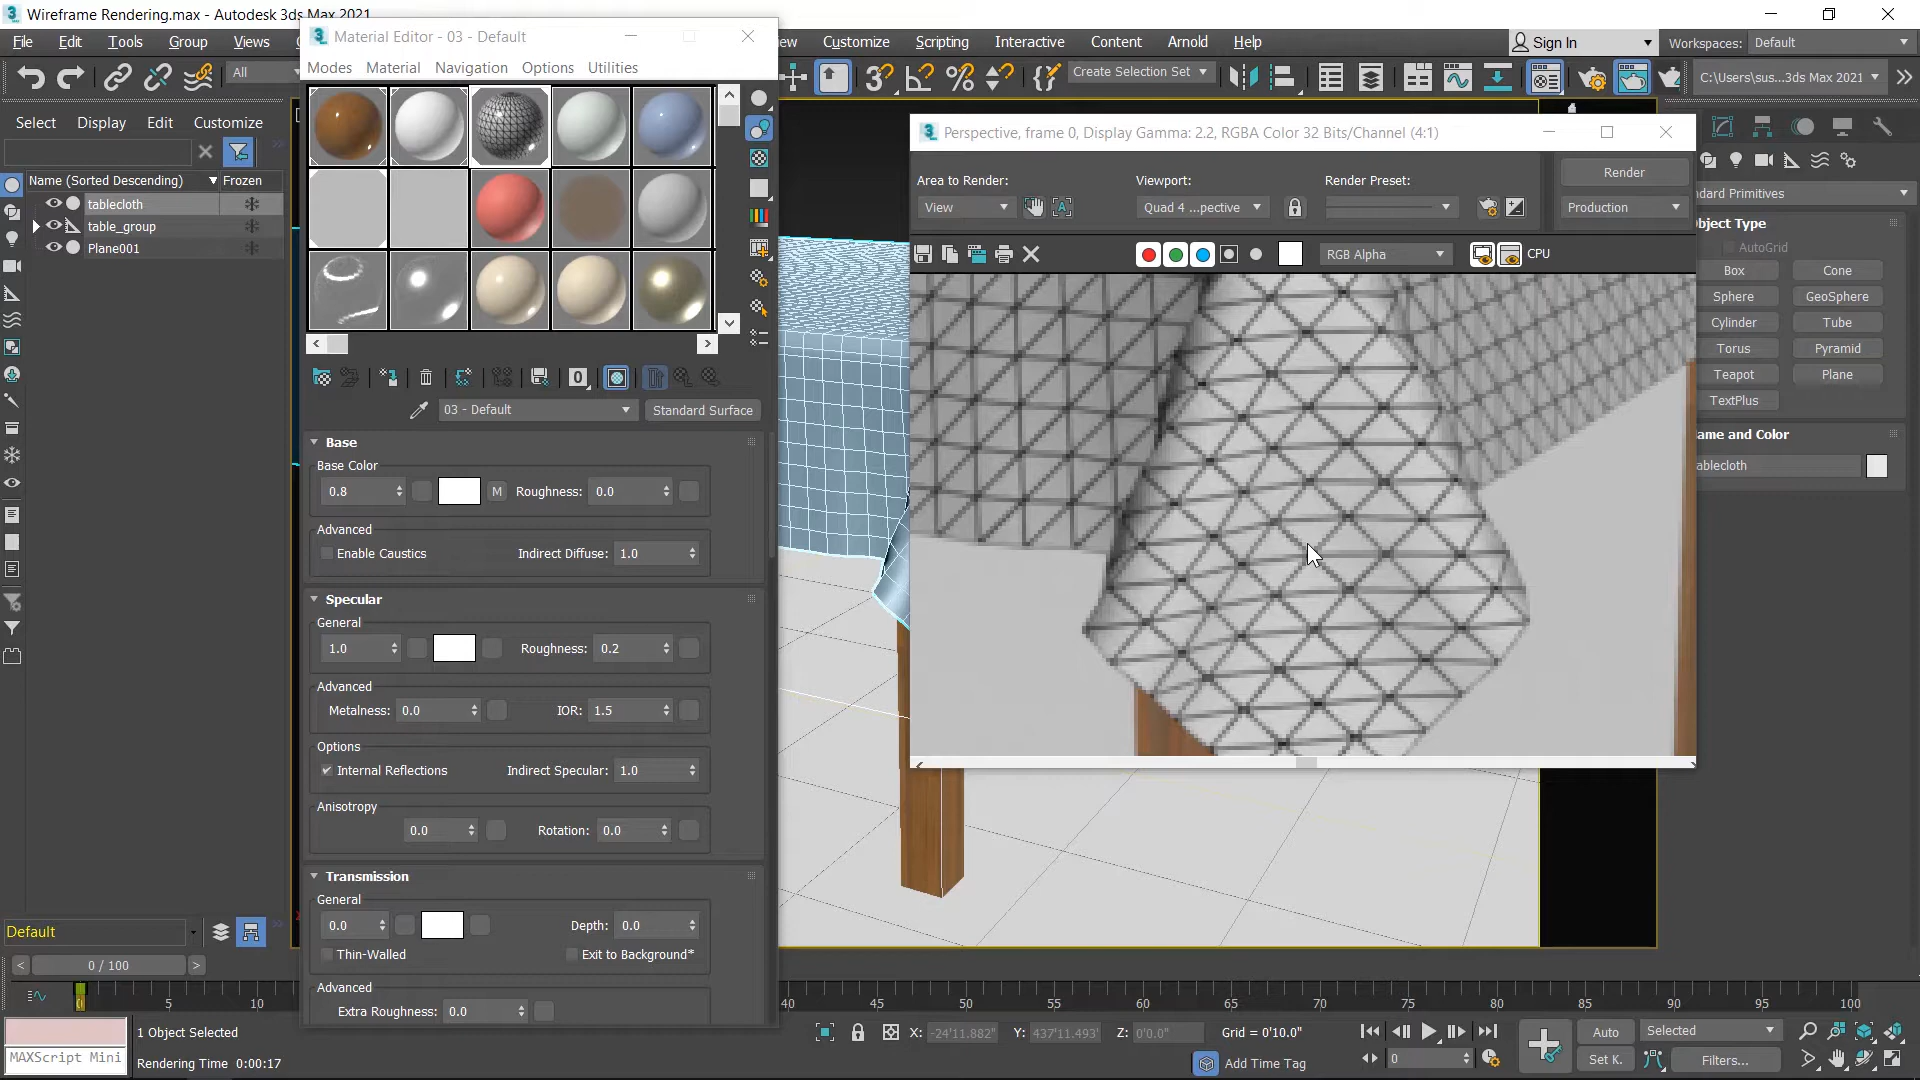 Wireframe Rendering.max - Autodesk 3ds Max 2021
File Edit Tools Group Views Customize Scripting Interactive Content Arnold Help
Sign In
Workspaces: Default
All
Create Selection Set
C:\Users\sus...3ds Max 2021
Material Editor - 03 - Default
Modes Material Navigation Options Utilities
Select Display Edit Customize
Name (Sorted Descending) Frozen
tablecloth
table_group
Plane001
0
03 - Default
Standard Surface
Base
Base Color
0.8
M
Roughness: 0.0
Advanced
Enable Caustics
Indirect Diffuse: 1.0
Specular
General
1.0
Roughness: 0.2
Advanced
Metalness: 0.0
IOR: 1.5
Options
Internal Reflections
Indirect Specular: 1.0
Anisotropy
0.0
Rotation: 0.0
Transmission
General
0.0
Depth: 0.0
Thin-Walled
Exit to Background*
Advanced
Extra Roughness: 0.0
Perspective, frame 0, Display Gamma: 2.2, RGBA Color 32 Bits/Channel (4:1)
Area to Render:
View
Viewport:
Quad 4 ...pective
Render Preset:
Render
Production
RGB Alpha
CPU
dard Primitives
bject Type
AutoGrid
Box Cone
Sphere GeoSphere
Cylinder Tube
Torus Pyramid
Teapot Plane
TextPlus
ame and Color
ablecloth
Default
0 / 100
5 10 40 45 50 55 60 65 70 75 80 85 90 95 100
MAXScript Mini
1 Object Selected
Rendering Time 0:00:17
X: -24'11.882" Y: 437'11.493" Z: 0'0.0" Grid = 0'10.0"
Add Time Tag
0
Auto
Set K.
Selected
Filters...